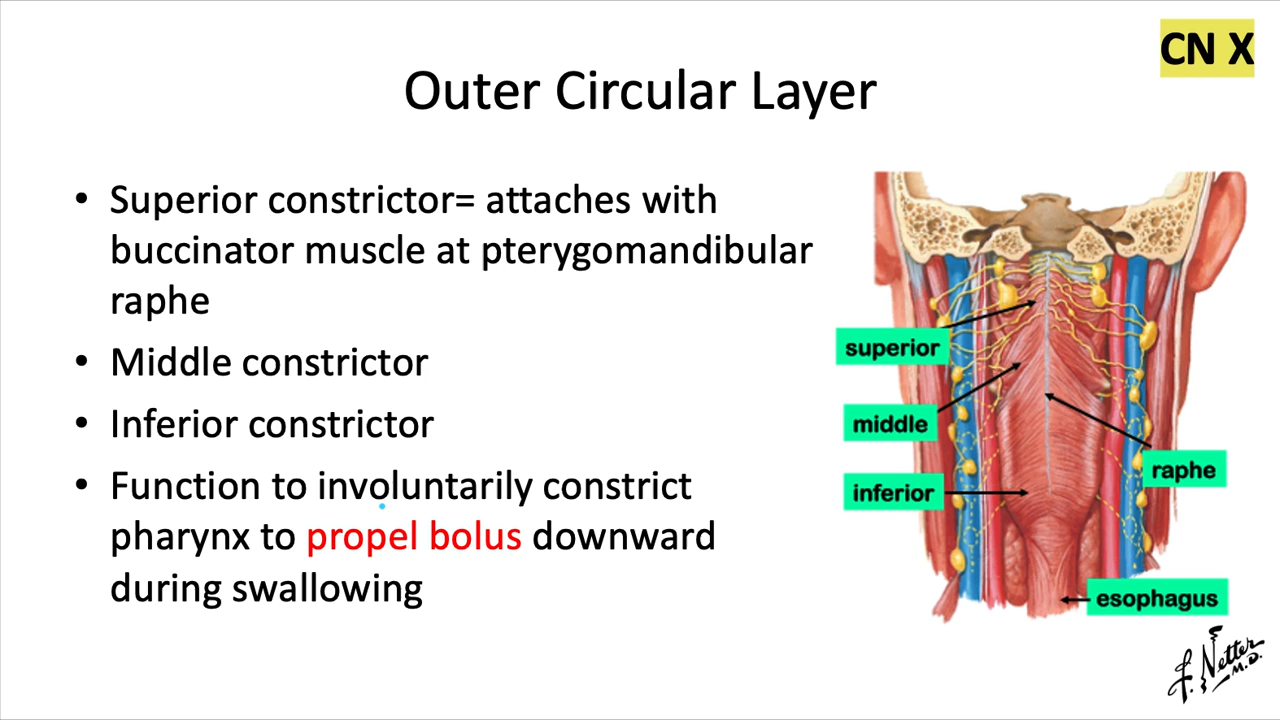 CN X
Outer Circular Layer
• Superior constrictor= attaches with
buccinator muscle at pterygomandibular
raphe
• Middle constrictor
• Inferior constrictor
• Function to involuntarily constrict
pharynx to propel bolus downward
during swallowing
superior
middle
inferior
raphe
esophagus
F. Netter
M.D.